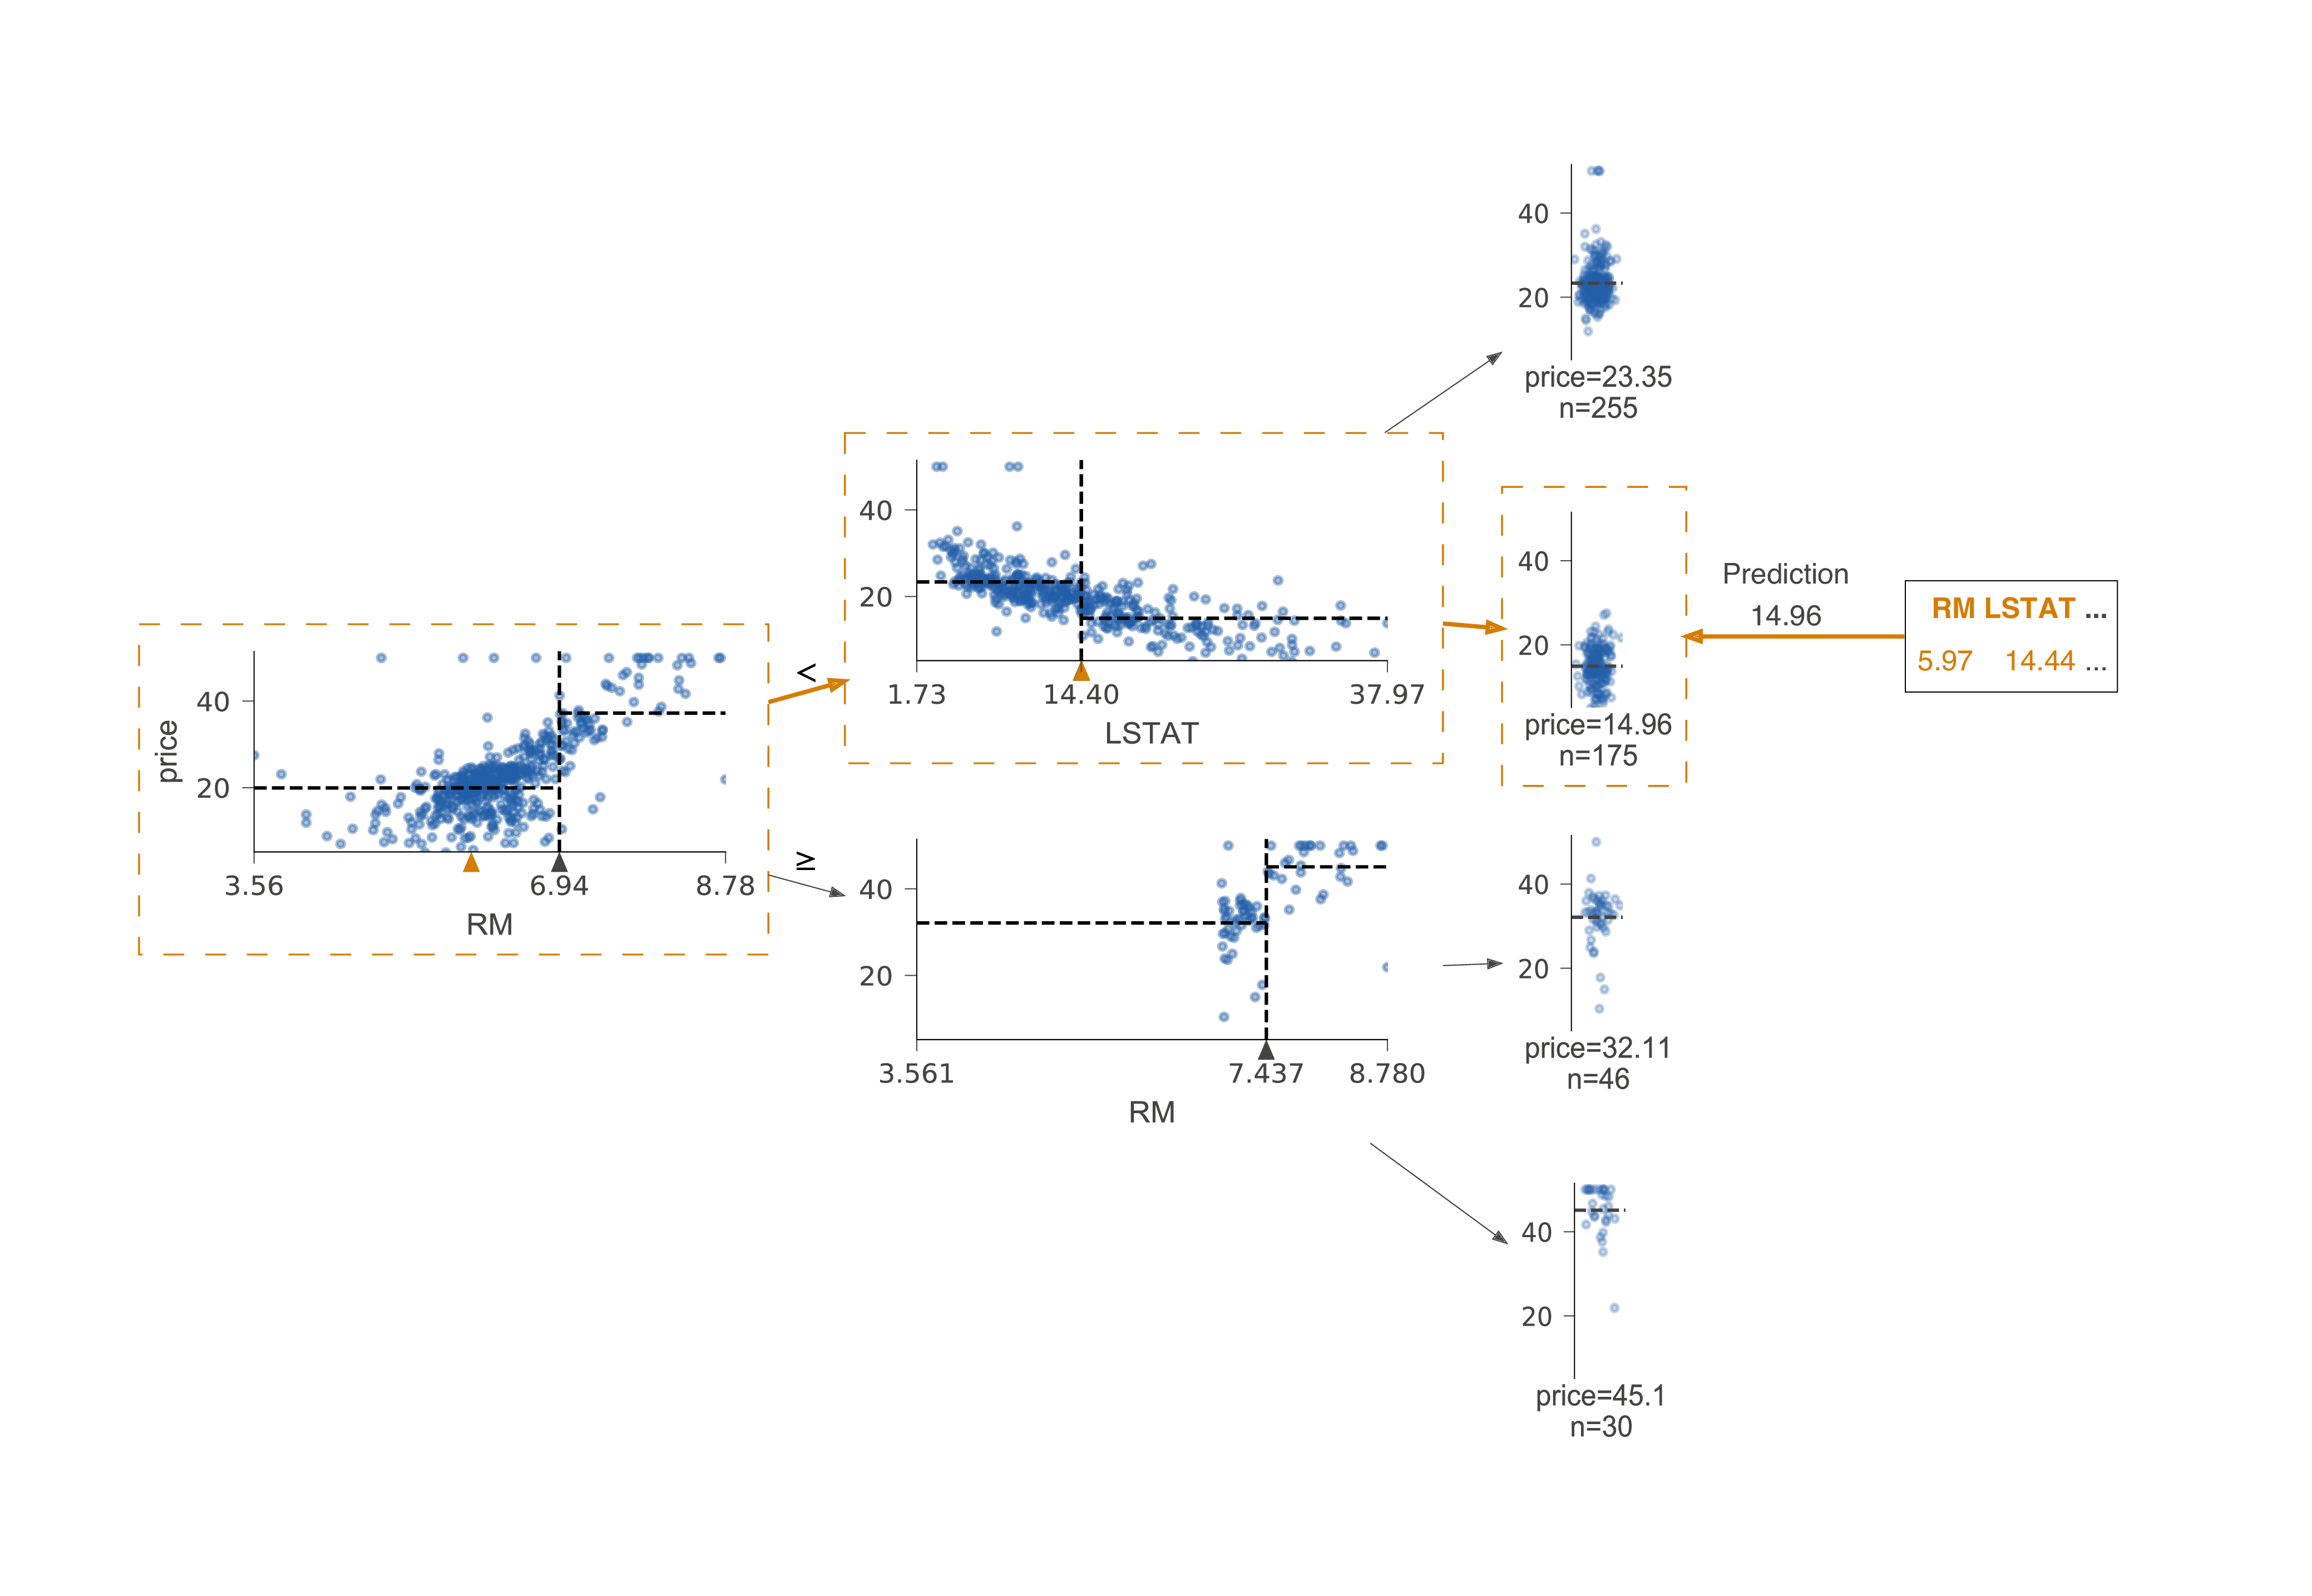 40
20
price
3.56
6.94
8.78
RM
<
≥
40
20
1.73
14.40
37.97
LSTAT
40
20
3.561
7.437
8.780
RM
40
20
price=23.35
n=255
40
20
price=14.96
n=175
Prediction
14.96
RM LSTAT ...
5.97 14.44 ...
40
20
price=32.11
n=46
40
20
price=45.1
n=30